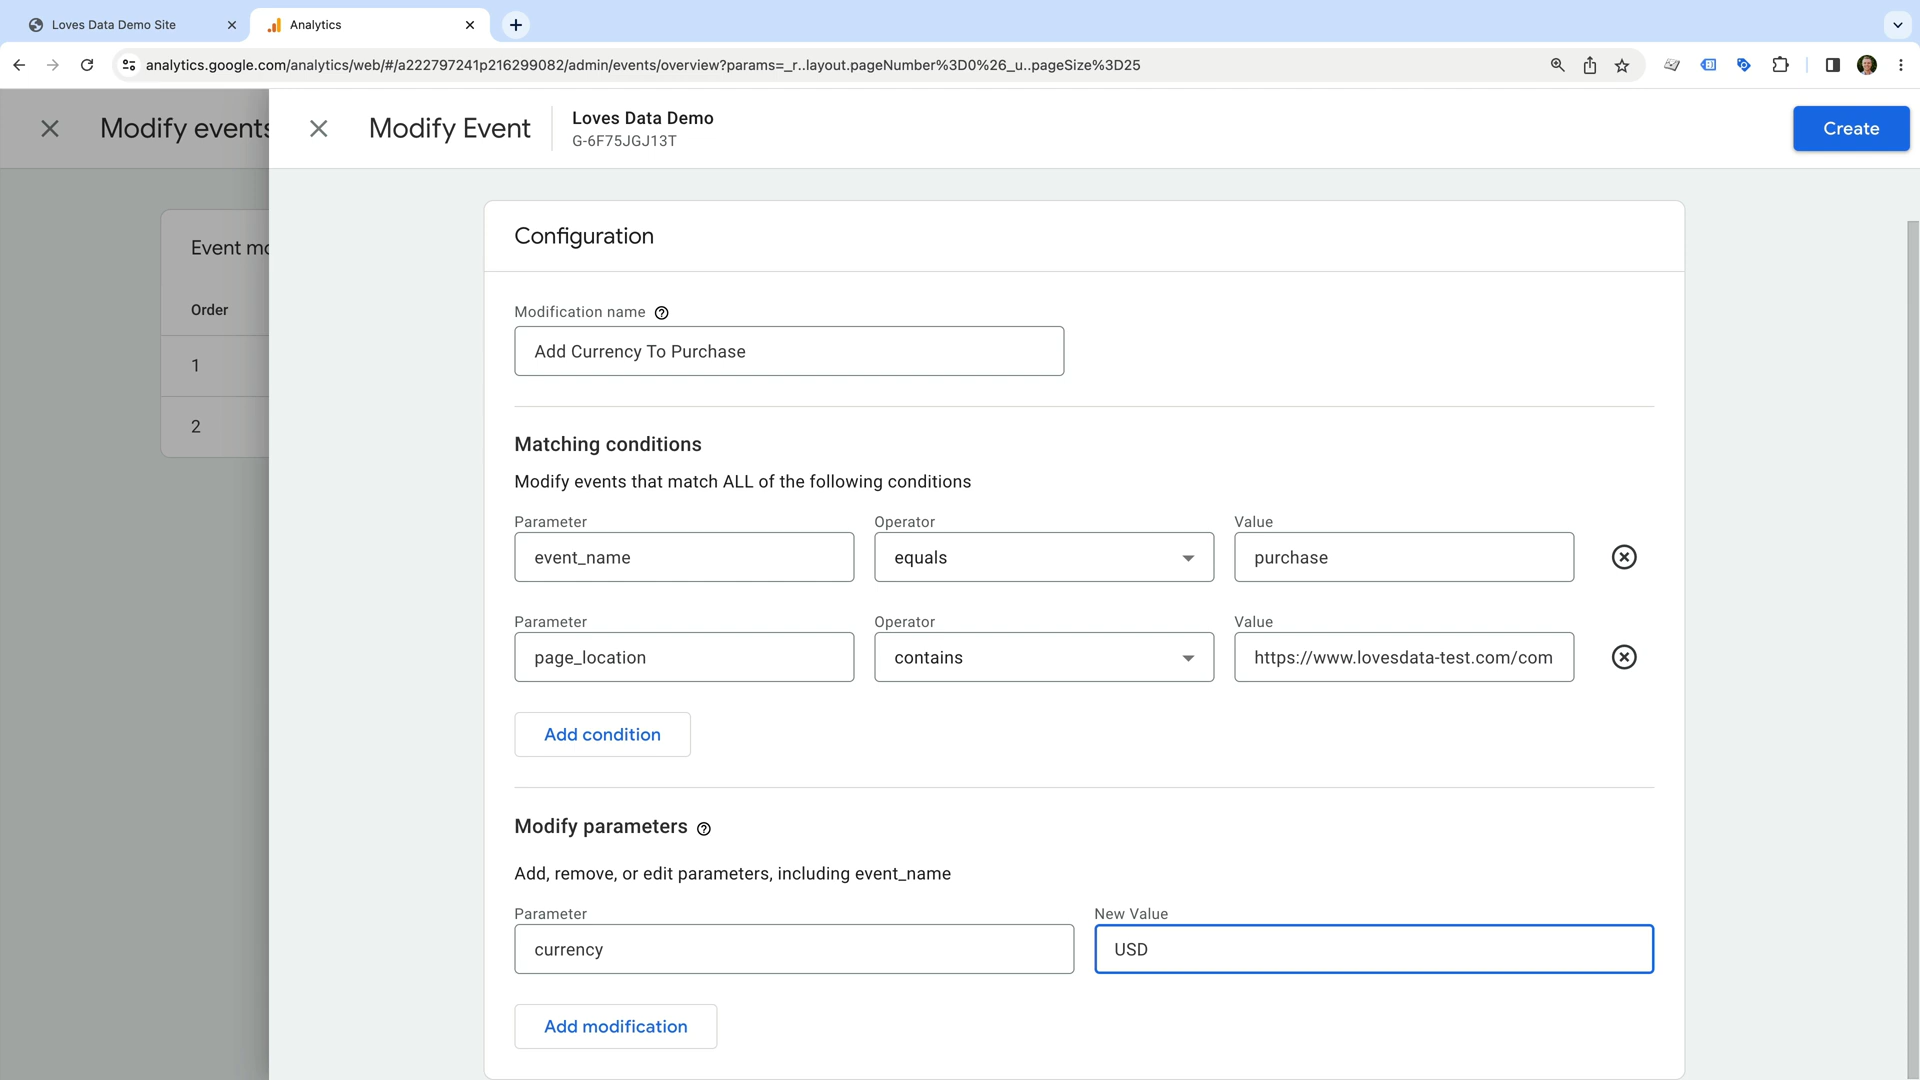 Loves Data Demo Site
Analytics
analytics.google.com/analytics/web/#/a222797241p216299082/admin/events/overview?params=_r..layout.pageNumber%3D0%26_u..pageSize%3D25
Modify events
Modify Event
Loves Data Demo
G-6F75JGJ13T
Create
Event mo
Order
1
2
Configuration
Modification name
Add Currency To Purchase
Matching conditions
Modify events that match ALL of the following conditions
Parameter Operator Value
event_name equals purchase
Parameter Operator Value
page_location contains https://www.lovesdata-test.com/com
Add condition
Modify parameters
Add, remove, or edit parameters, including event_name
Parameter New Value
currency USD
Add modification